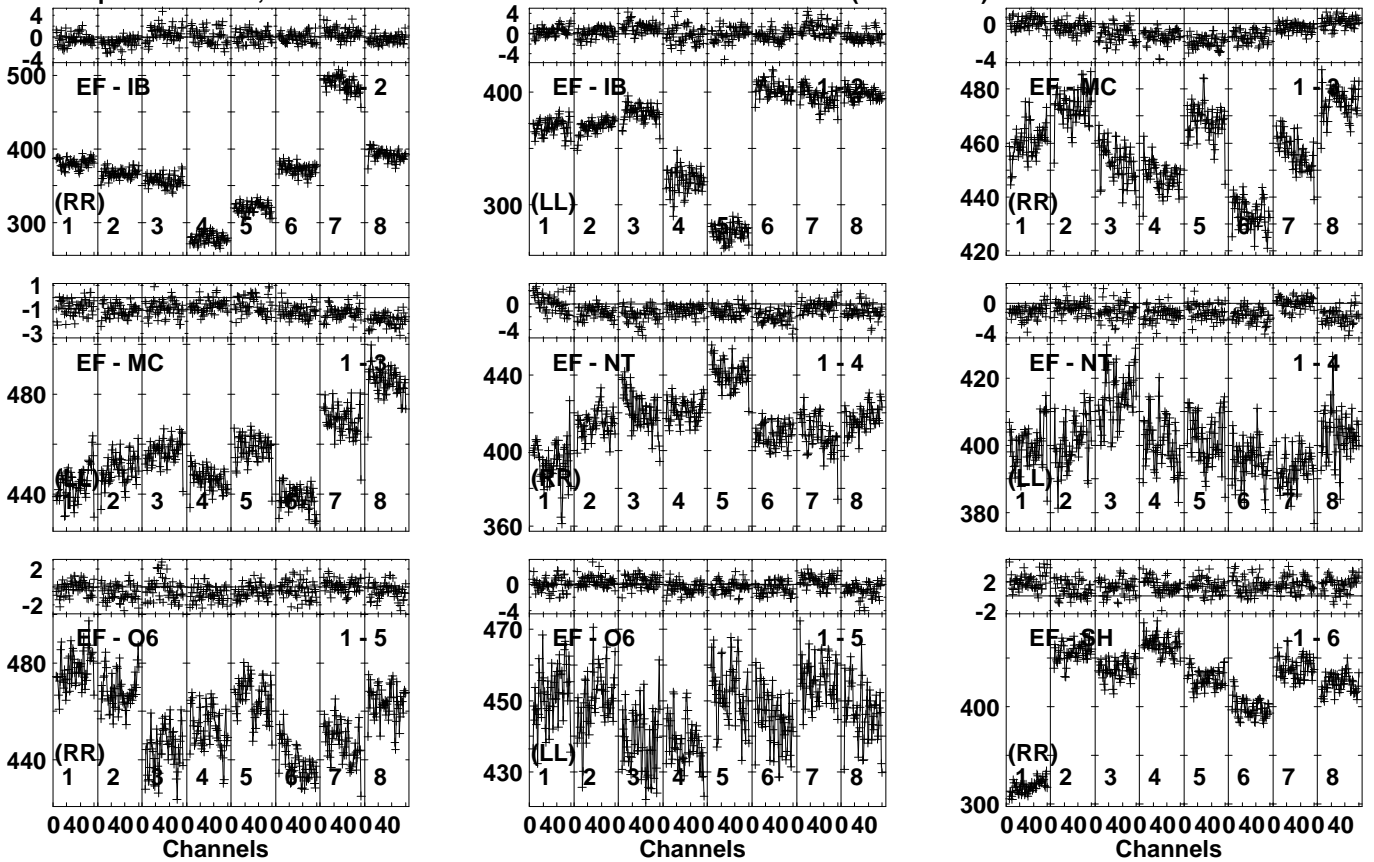 4 4 0
0 0 -4
-4 -4
500 EF - IB 1 - 2
400 EF - IB 1 - 2
480 EF - MC 1 - 3
400
460
440
300 (RR)
300 (LL)
(RR)
420
1 2 3 4 5 6 7 8
1 2 3 4 5 6 7 8
1 2 3 4 5 6 7 8
1 0 0
-1 -4 -4
-3
EF - MC 1 - 3
EF - NT 1 - 4
EF - NT 1 - 4
480 440 420
400 400
440 (LL)
(RR)
(LL)
360 380
1 2 3 4 5 6 7 8
1 2 3 4 5 6 7 8
1 2 3 4 5 6 7 8
2 0 2
-2 -4 -2
EF - O6 1 - 5
470 EF - O6 1 - 5
EF - SH 1 - 6
480 450 400
440 (RR)
430 (LL)
300 (RR)
1 2 3 4 5 6 7 8
1 2 3 4 5 6 7 8
1 2 3 4 5 6 7 8
0 40 0 40 0 40 0 40 0 40 0 40 0 40 0 40
0 40 0 40 0 40 0 40 0 40 0 40 0 40 0 40
0 40 0 40 0 40 0 40 0 40 0 40 0 40 0 40
Channels Channels Channels